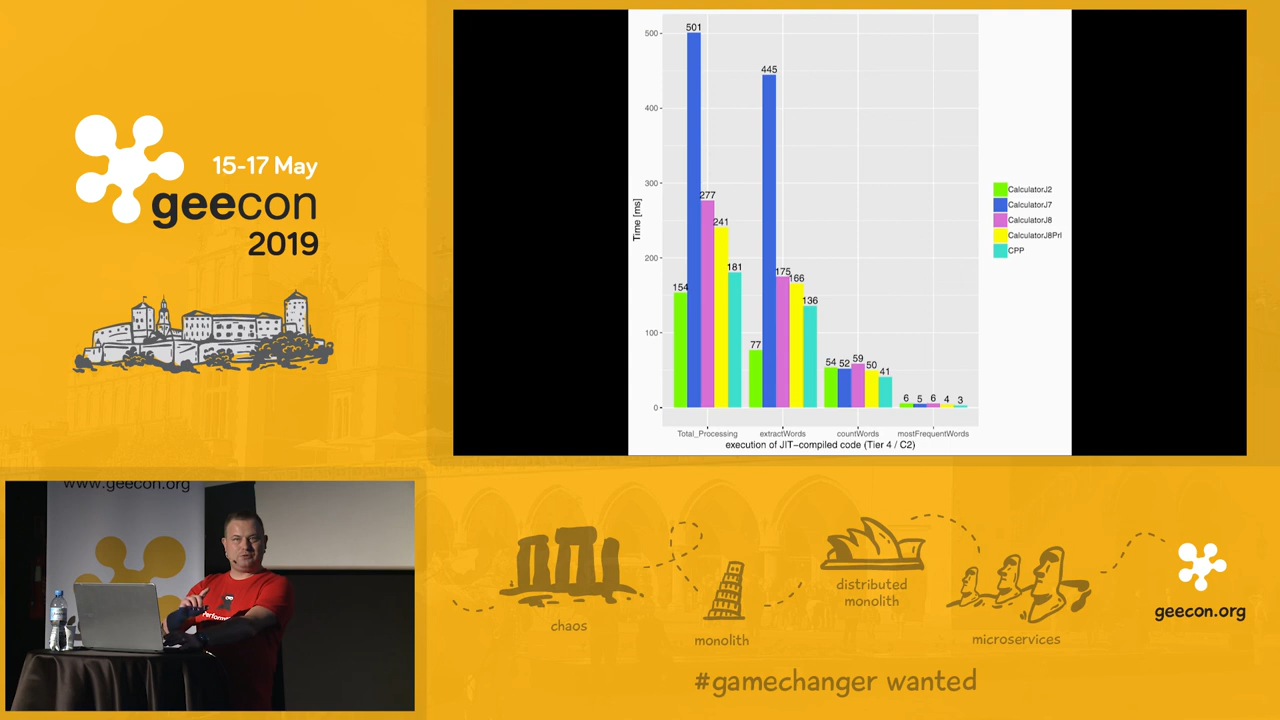 15-17 May
geecon
2019
501
445
277
241
181
154
175
166
136
77
54
52
59
50
41
6
5
6
4
3
500
400
300
200
100
0
Time [ms]
Total_Processing
extractWords
countWords
mostFrequentWords
execution of JIT−compiled code (Tier 4 / C2)
CalculatorJ2
CalculatorJ7
CalculatorJ8
CalculatorJ8Prl
CPP
www.geecon.org
chaos
monolith
distributed
monolith
microservices
geecon.org
#gamechanger wanted